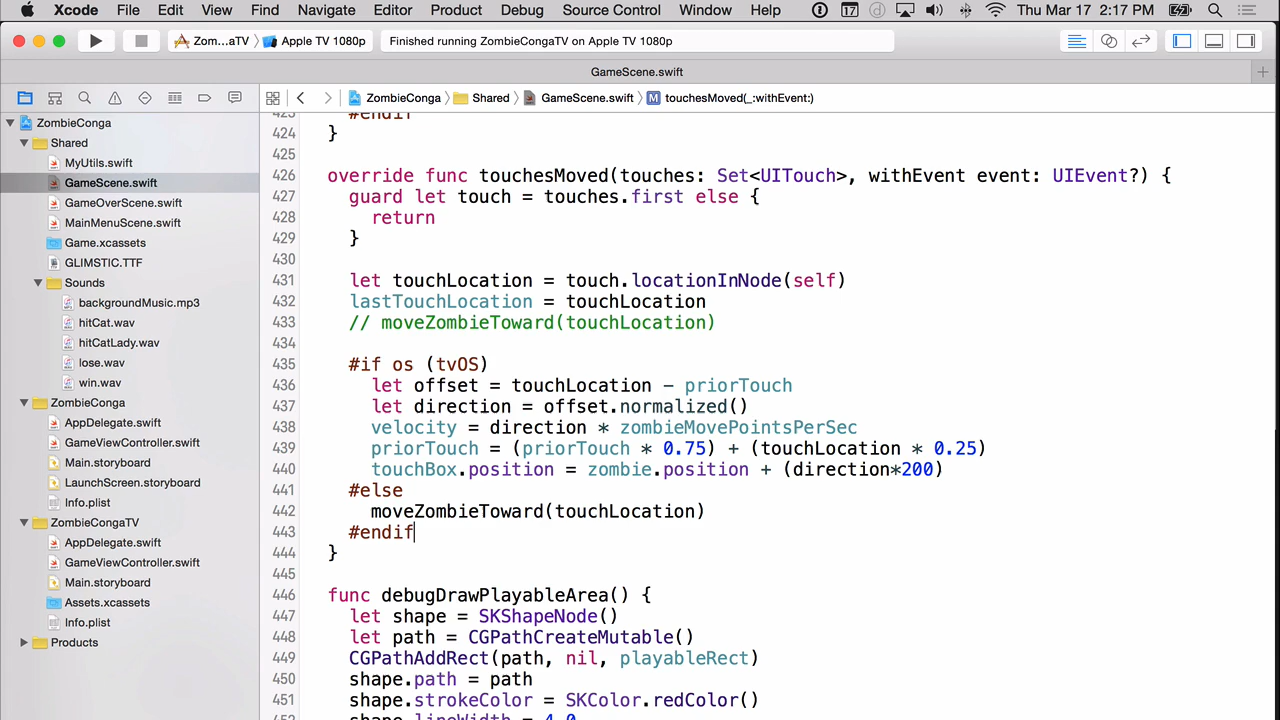 Xcode File Edit View Find Navigate Editor Product Debug Source Control Window Help 17 Thu Mar 17 2:17 PM
Zom...aTV Apple TV 1080p Finished running ZombieCongaTV on Apple TV 1080p
GameScene.swift
ZombieConga Shared GameScene.swift M touchesMoved(_:withEvent:)
ZombieConga
Shared
MyUtils.swift
GameScene.swift
GameOverScene.swift
MainMenuScene.swift
Game.xcassets
GLIMSTIC.TTF
Sounds
backgroundMusic.mp3
hitCat.wav
hitCatLady.wav
lose.wav
win.wav
ZombieConga
AppDelegate.swift
GameViewController.swift
Main.storyboard
LaunchScreen.storyboard
Info.plist
ZombieCongaTV
AppDelegate.swift
GameViewController.swift
Main.storyboard
Assets.xcassets
Info.plist
Products
423 #endif
424 }
425
426 override func touchesMoved(touches: Set<UITouch>, withEvent event: UIEvent?) {
427 guard let touch = touches.first else {
428 return
429 }
430
431 let touchLocation = touch.locationInNode(self)
432 lastTouchLocation = touchLocation
433 // moveZombieToward(touchLocation)
434
435 #if os (tvOS)
436 let offset = touchLocation - priorTouch
437 let direction = offset.normalized()
438 velocity = direction * zombieMovePointsPerSec
439 priorTouch = (priorTouch * 0.75) + (touchLocation * 0.25)
440 touchBox.position = zombie.position + (direction*200)
441 #else
442 moveZombieToward(touchLocation)
443 #endif
444 }
445
446 func debugDrawPlayableArea() {
447 let shape = SKShapeNode()
448 let path = CGPathCreateMutable()
449 CGPathAddRect(path, nil, playableRect)
450 shape.path = path
451 shape.strokeColor = SKColor.redColor()
452 shape.lineWidth = 4.0